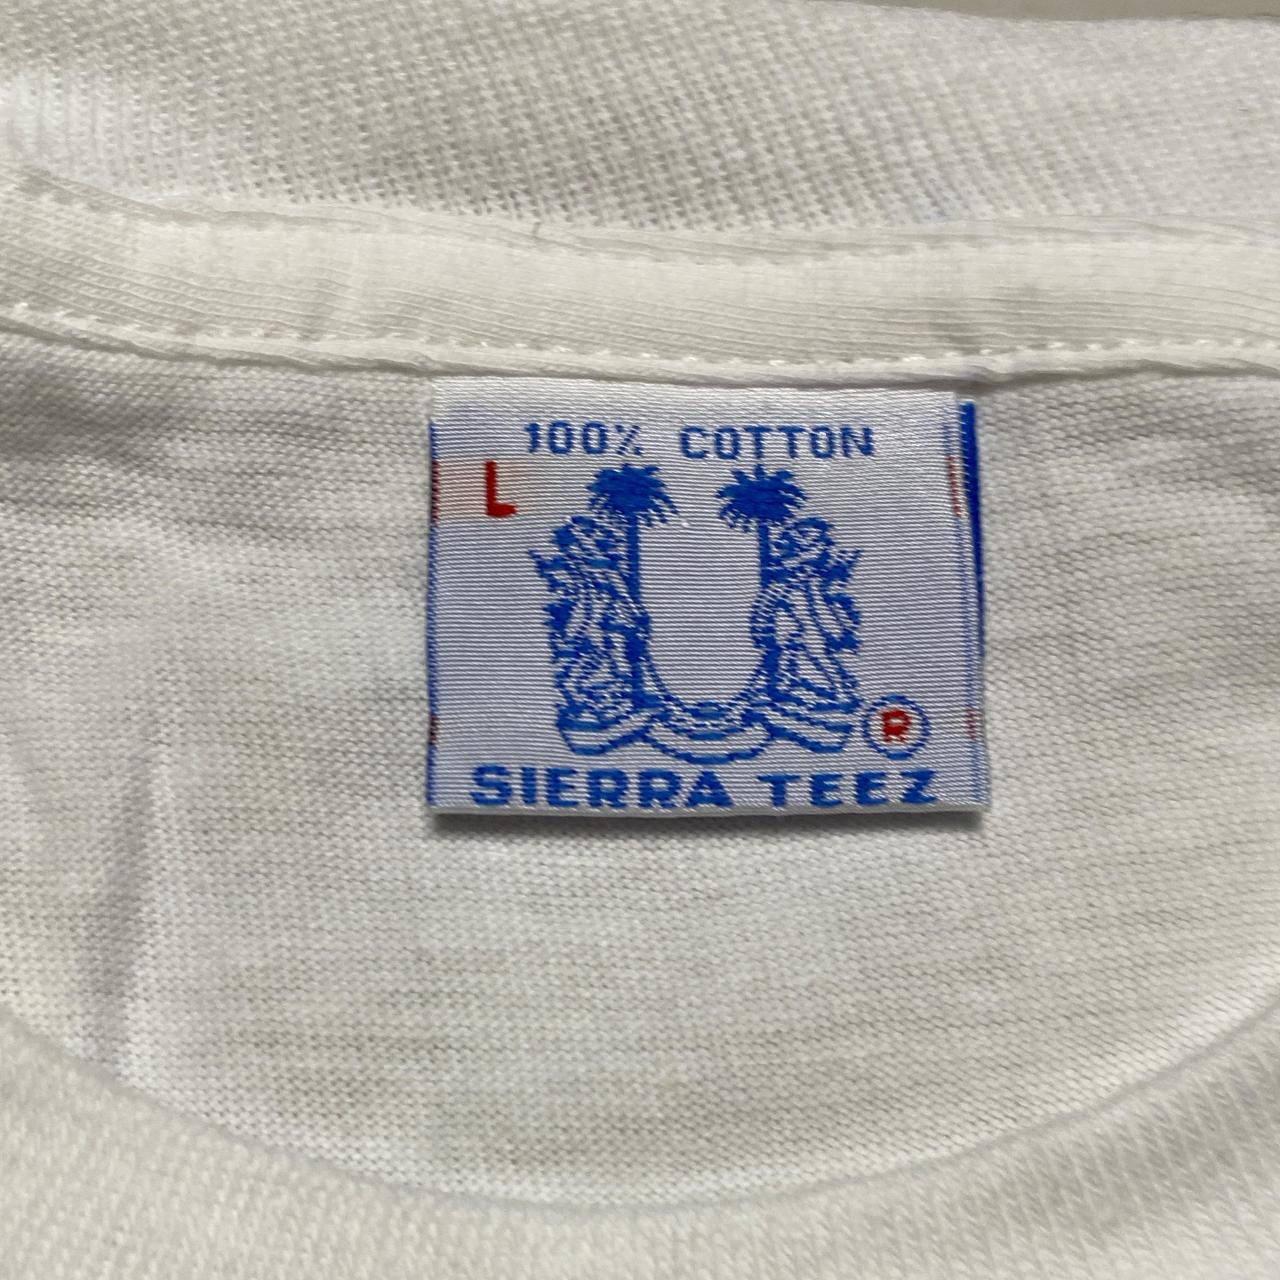 100% COTTON
L
®
SIERRA TEEZ